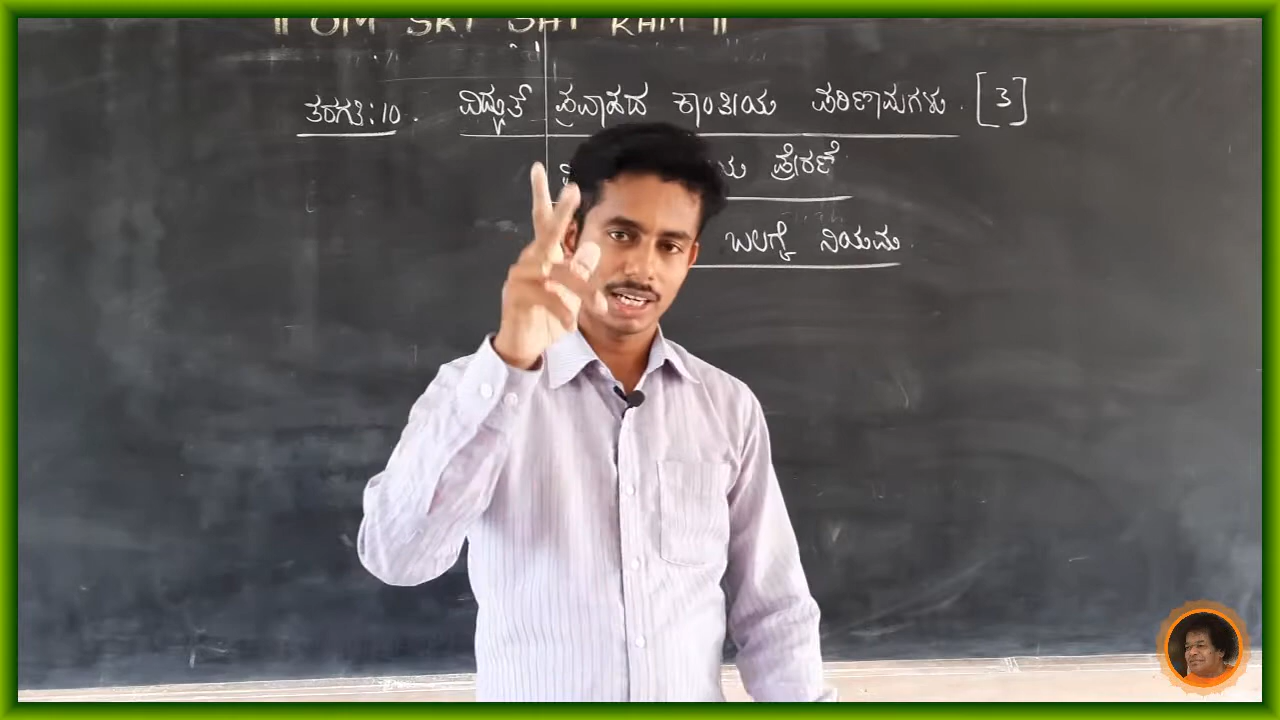 ॥ OM SRI SAI RAM ॥
ತರಗತಿ: 10. ವಿದ್ಯುತ್ ಪ್ರವಾಹದ ಕಾಂತೀಯ ಪರಿಣಾಮಗಳು. [3]
ಪ್ರೇರಣೆ
ಬಲಗೈ ನಿಯಮ.